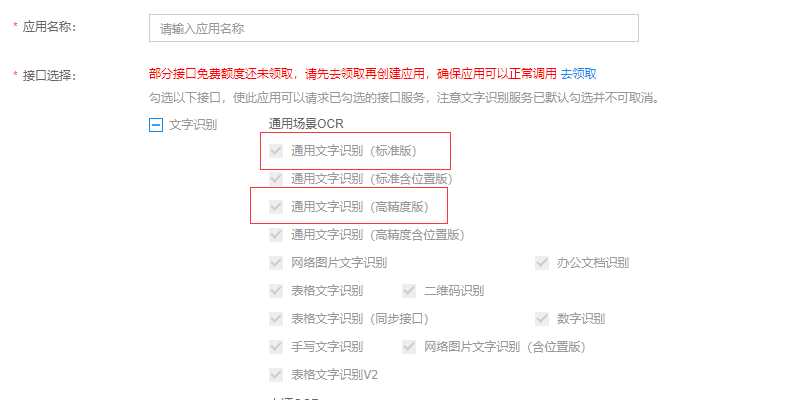 * 应用名称：
请输入应用名称
* 接口选择：
部分接口免费额度还未领取，请先去领取再创建应用，确保应用可以正常调用 去领取
勾选以下接口，使此应用可以请求已勾选的接口服务，注意文字识别服务已默认勾选并不可取消。
文字识别
通用场景OCR
通用文字识别（标准版）
通用文字识别（标准含位置版）
通用文字识别（高精度版）
通用文字识别（高精度含位置版）
网络图片文字识别 办公文档识别
表格文字识别 二维码识别
表格文字识别（同步接口） 数字识别
手写文字识别 网络图片文字识别（含位置版）
表格文字识别V2